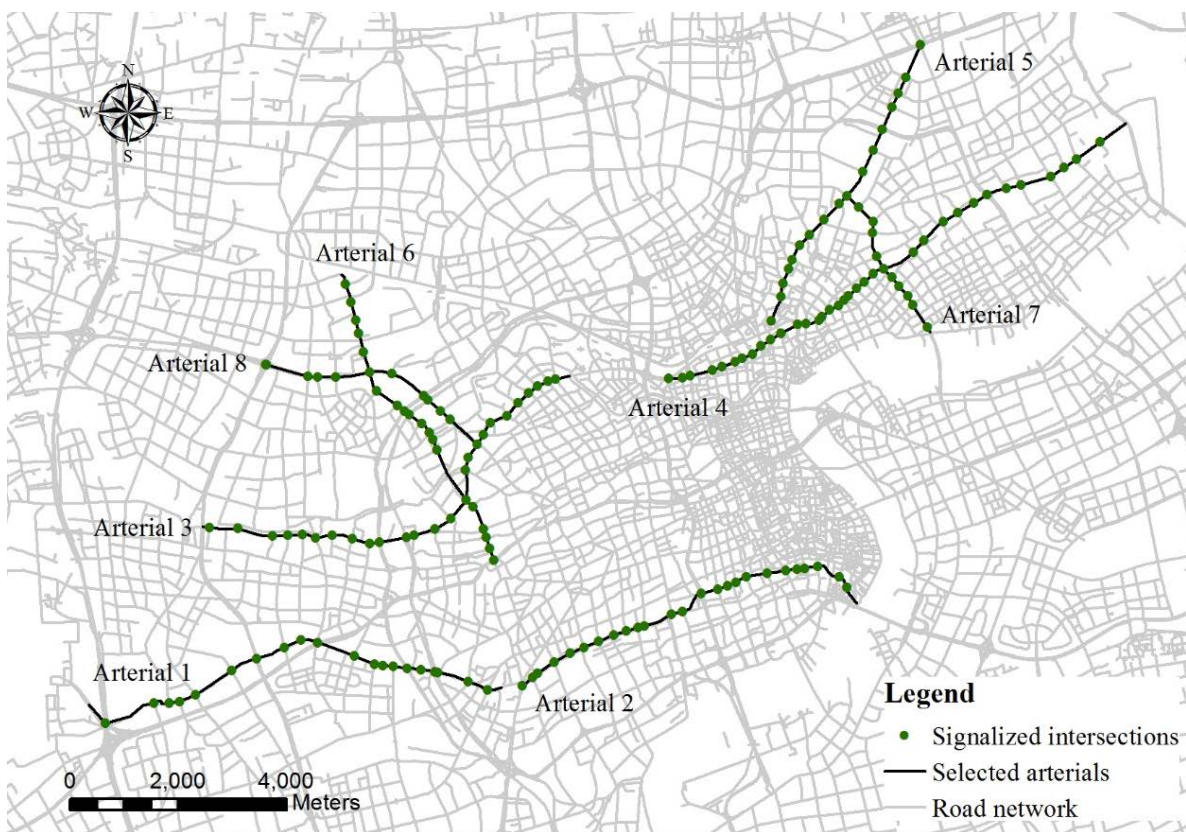 N
W E
S
Arterial 5
Arterial 6
Arterial 7
Arterial 8
Arterial 4
Arterial 3
Arterial 1
Arterial 2
Legend
Signalized intersections
Selected arterials
Road network
0 2,000 4,000
Meters